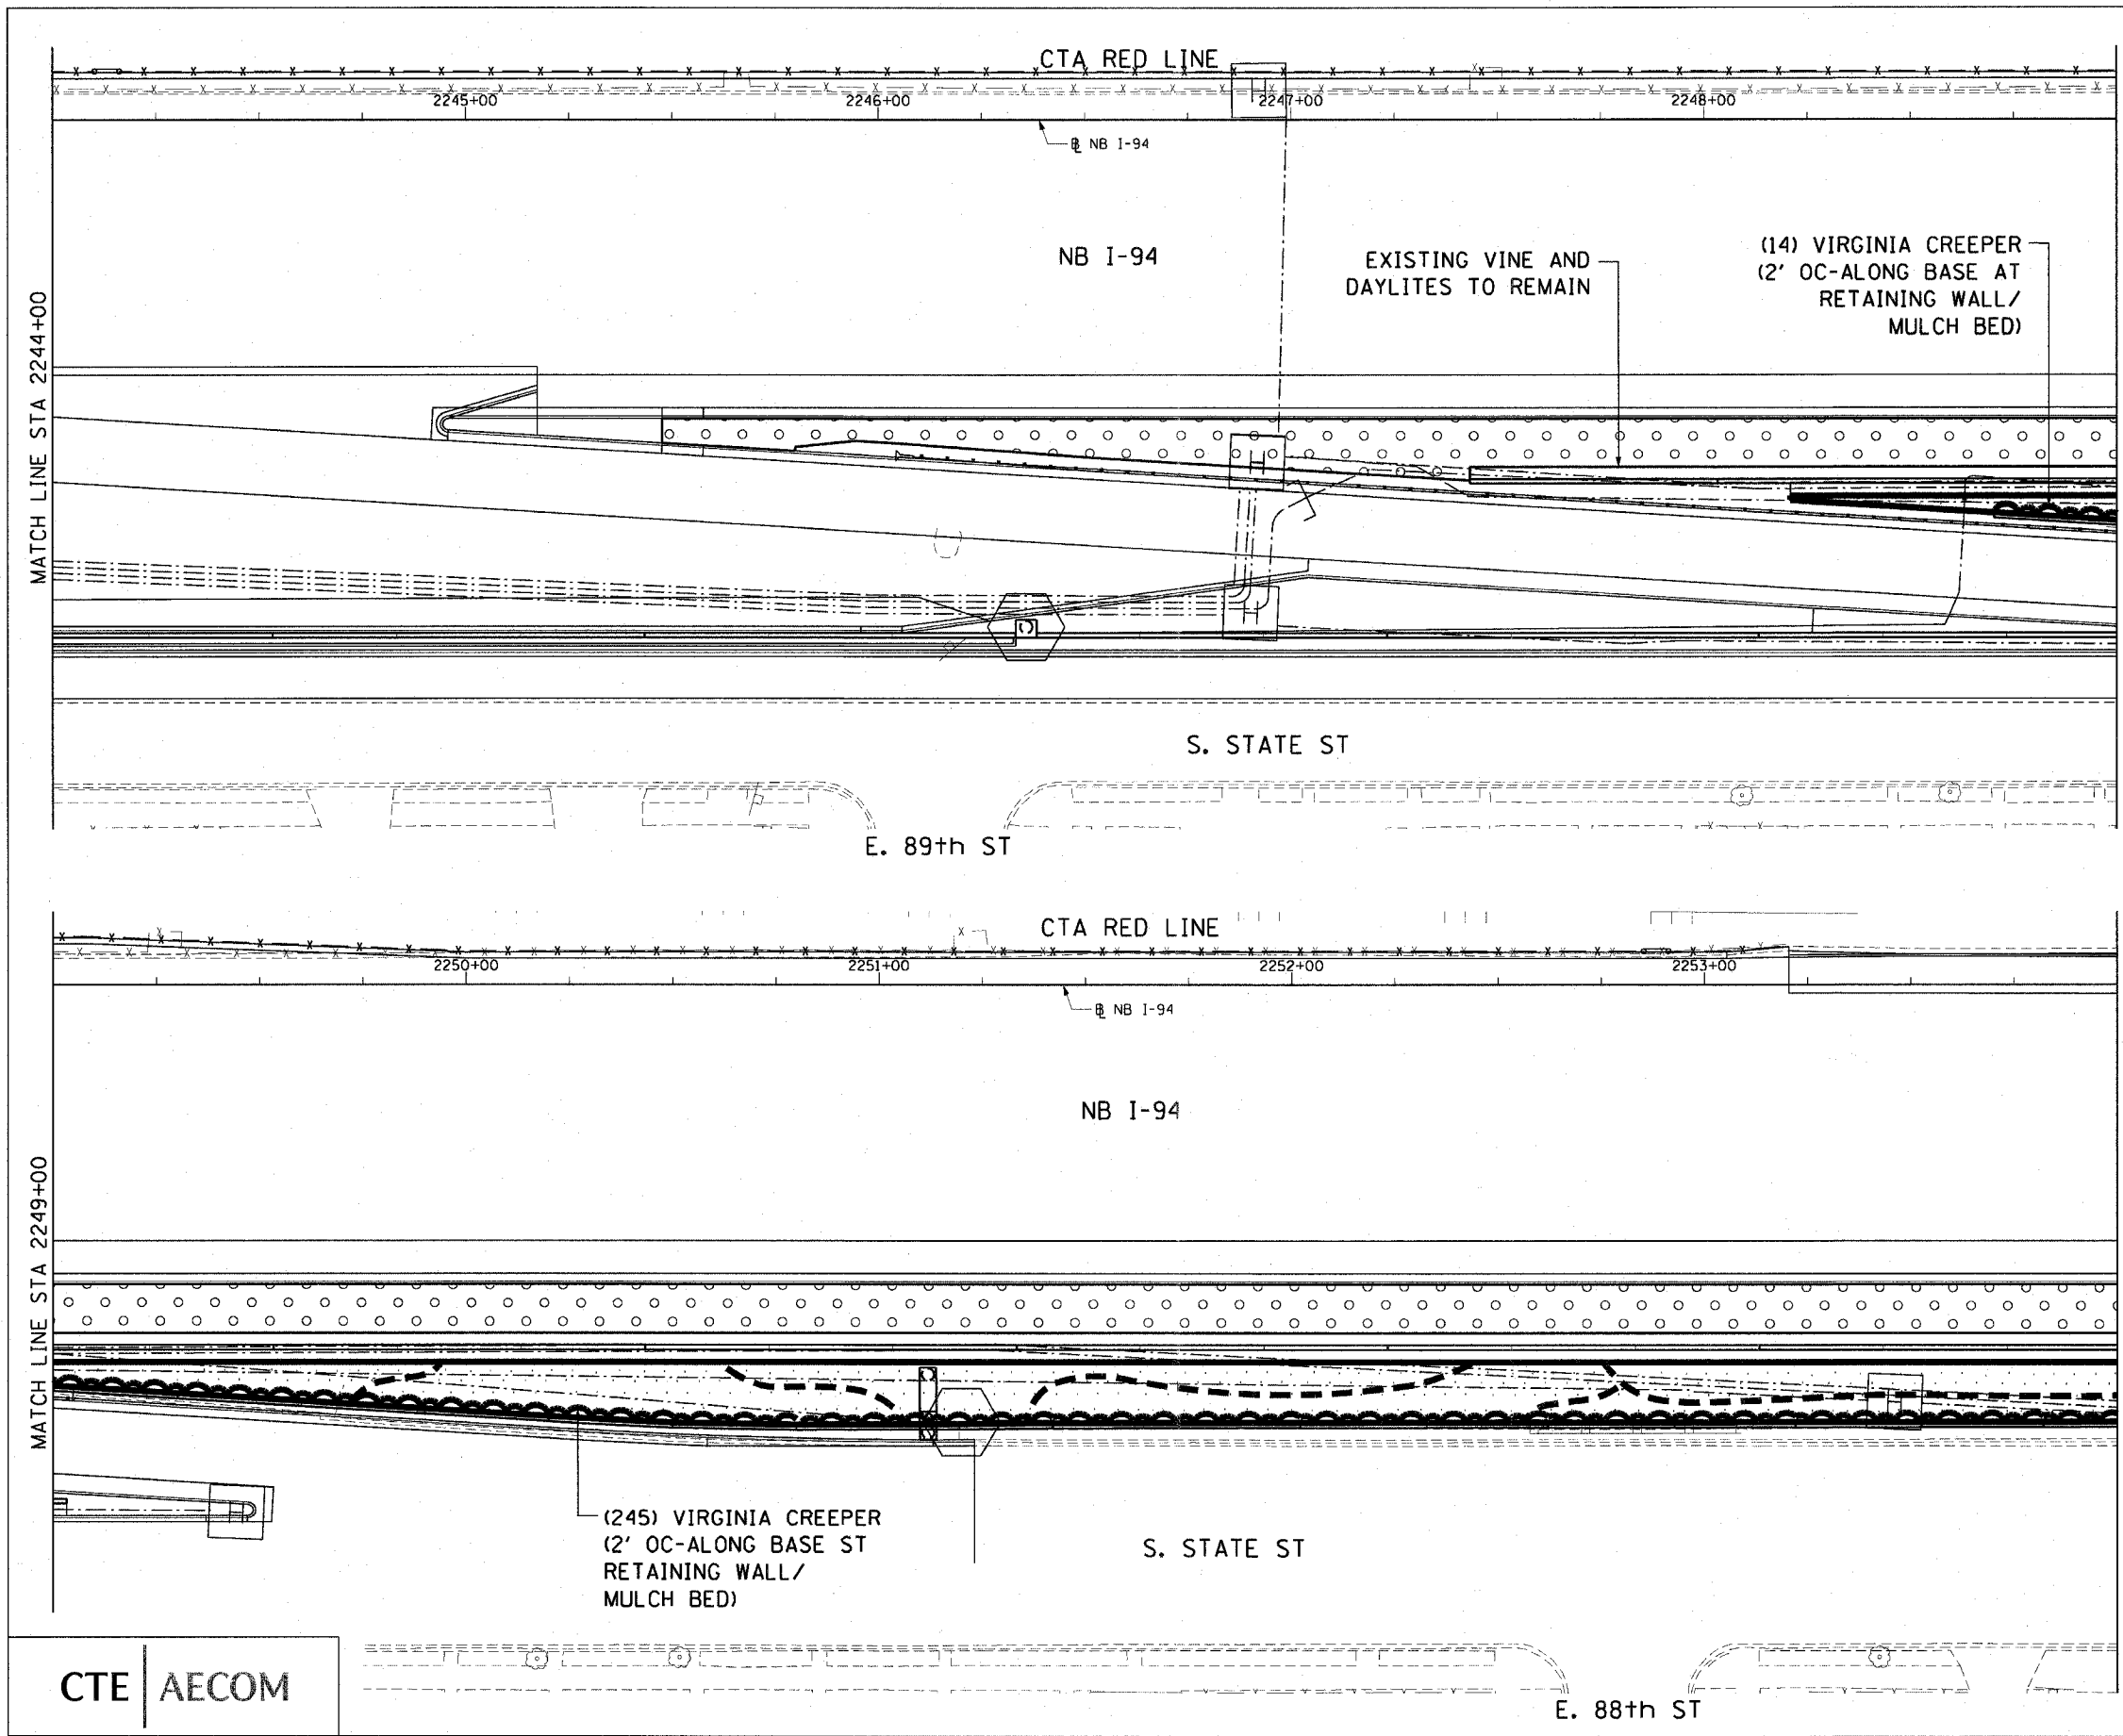 CTA RED LINE
2245+00 2246+00 2247+00 2248+00
NB I-94
NB I-94
EXISTING VINE AND
DAYLITES TO REMAIN
(14) VIRGINIA CREEPER
(2' OC-ALONG BASE AT
RETAINING WALL/
MULCH BED)
MATCH LINE STA 2244+00
S. STATE ST
E. 89th ST
CTA RED LINE
2250+00 2251+00 2252+00 2253+00
NB I-94
NB I-94
MATCH LINE STA 2249+00
(245) VIRGINIA CREEPER
(2' OC-ALONG BASE ST
RETAINING WALL/
MULCH BED)
S. STATE ST
E. 88th ST
CTE AECOM